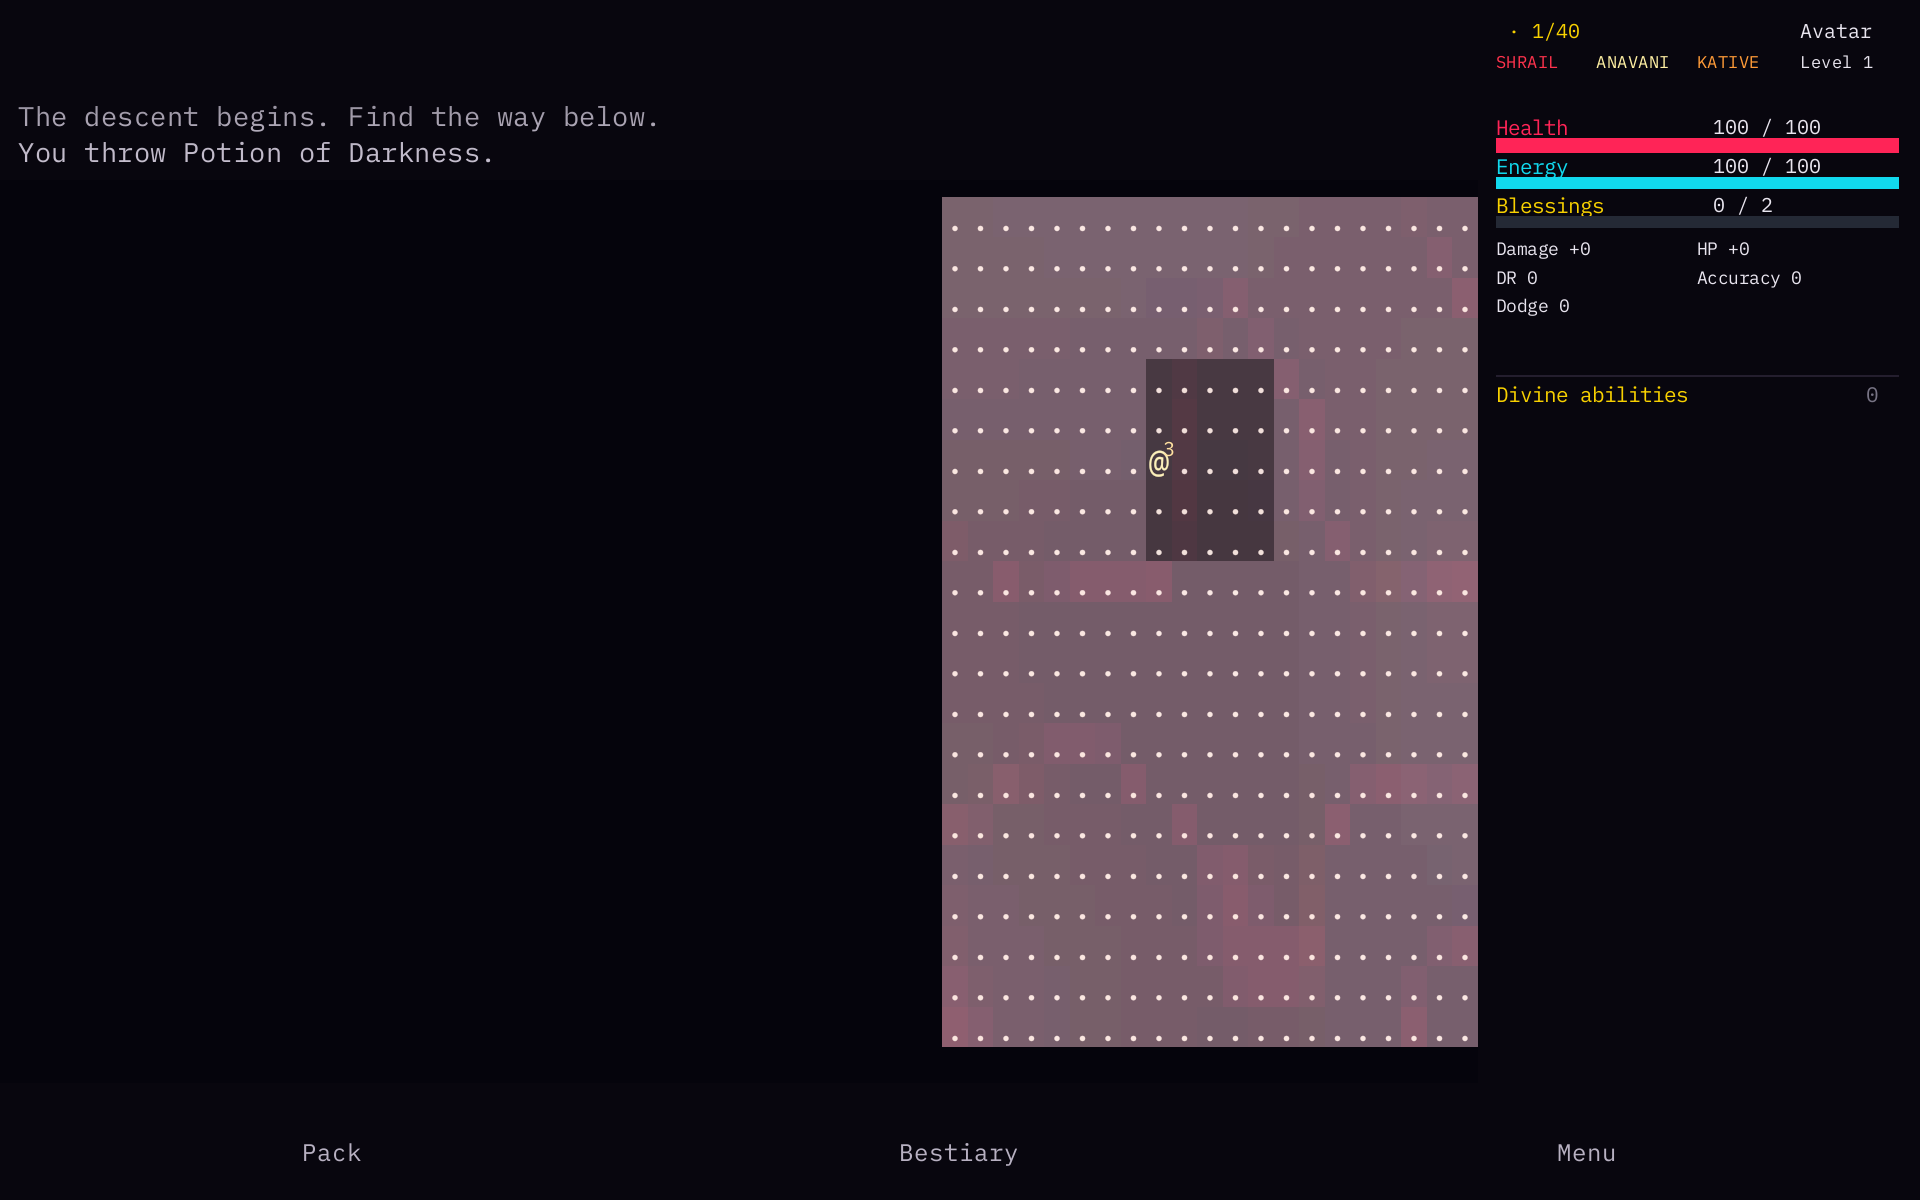 · 1/40 Avatar
SHRAIL ANAVANI KATIVE Level 1
The descent begins. Find the way below.
You throw Potion of Darkness.
Health 100 / 100
Energy 100 / 100
Blessings 0 / 2
Damage +0 HP +0
DR 0 Accuracy 0
Dodge 0
Divine abilities 0
@3
Pack Bestiary Menu